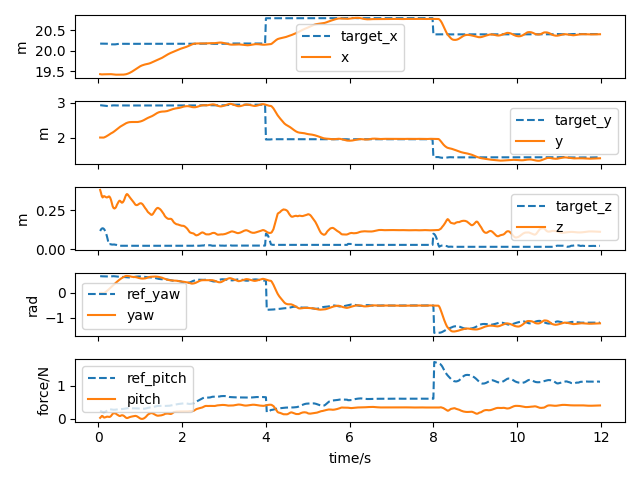 20.5
20.0
19.5
m
target_x
x
3
2
m
target_y
y
0.25
0.00
m
target_z
z
0
−1
rad
ref_yaw
yaw
1
0
force/N
ref_pitch
pitch
0 2 4 6 8 10 12
time/s